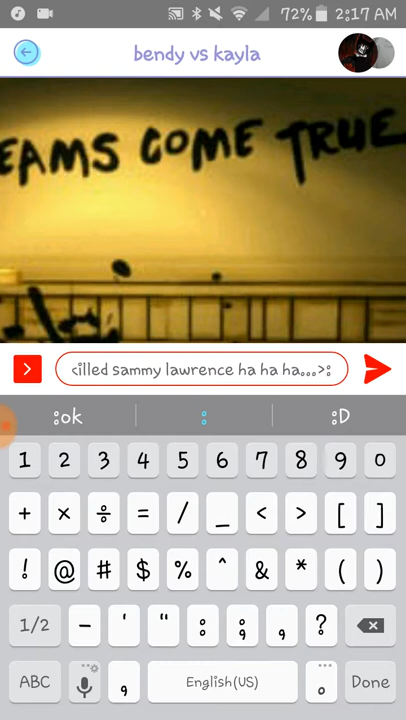 72% 2:17 AM
bendy vs kayla
EAMS COME TRUE
illed sammy lawrence ha ha ha...>:
:ok : :D
1 2 3 4 5 6 7 8 9 0
+ × ÷ = / _ < > [ ]
! @ # $ % ^ & * ( )
1/2 - ' " : ; , ?
ABC , English(US) . Done